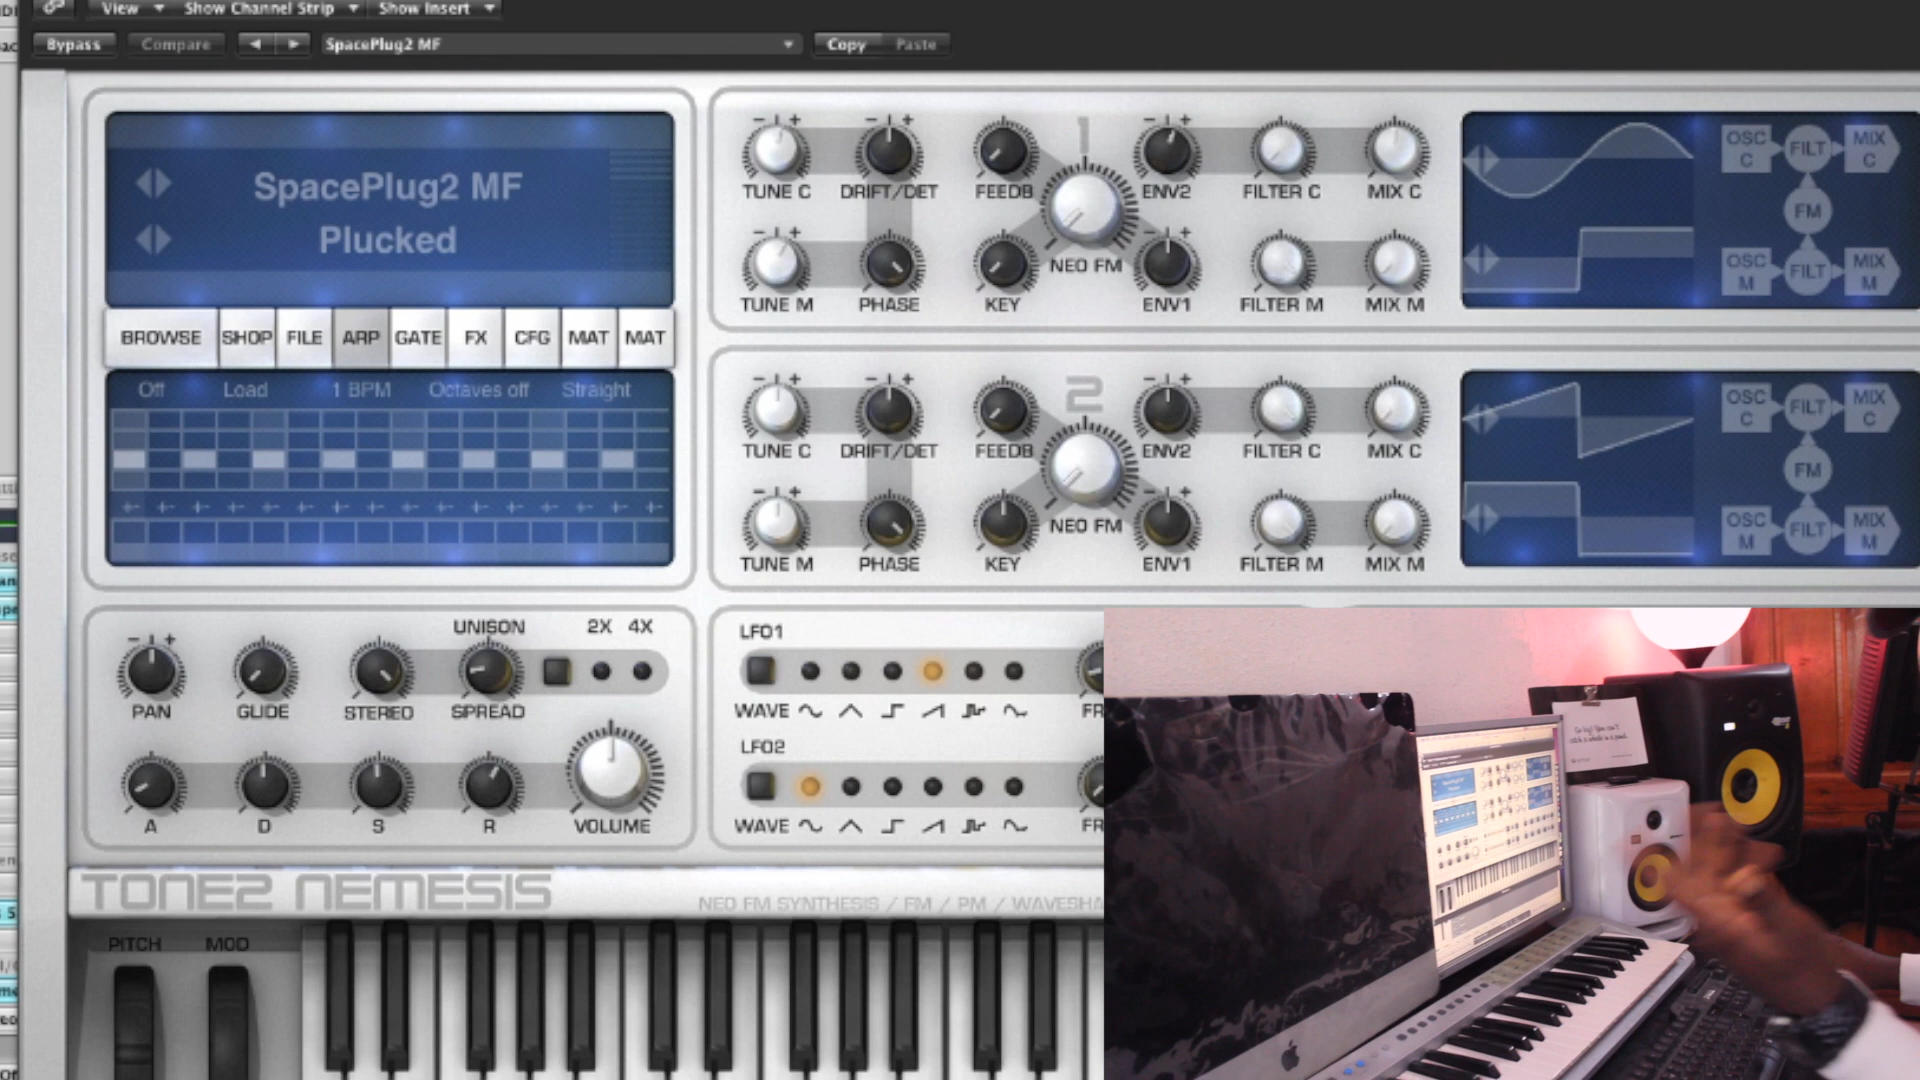 View Show Channel Strip Show Insert
Bypass Compare SpacePlug2 MF Copy Paste
SpacePlug2 MF
Plucked
BROWSE SHOP FILE ARP GATE FX CFG MAT MAT
Off Load 1 BPM Octaves off Straight
1
TUNE C DRIFT/DET FEEDB ENV2 FILTER C MIX C
NEO FM
TUNE M PHASE KEY ENV1 FILTER M MIX M
OSC C FILT MIX C
FM
OSC M FILT MIX M
2
TUNE C DRIFT/DET FEEDB ENV2 FILTER C MIX C
NEO FM
TUNE M PHASE KEY ENV1 FILTER M MIX M
OSC C FILT MIX C
FM
OSC M FILT MIX M
UNISON 2X 4X
PAN GLIDE STEREO SPREAD
A D S R VOLUME
LFO1
WAVE FR
LFO2
WAVE FR
TONE2 NEMESIS
NEO FM SYNTHESIS / FM / PM / WAVESHA
PITCH MOD